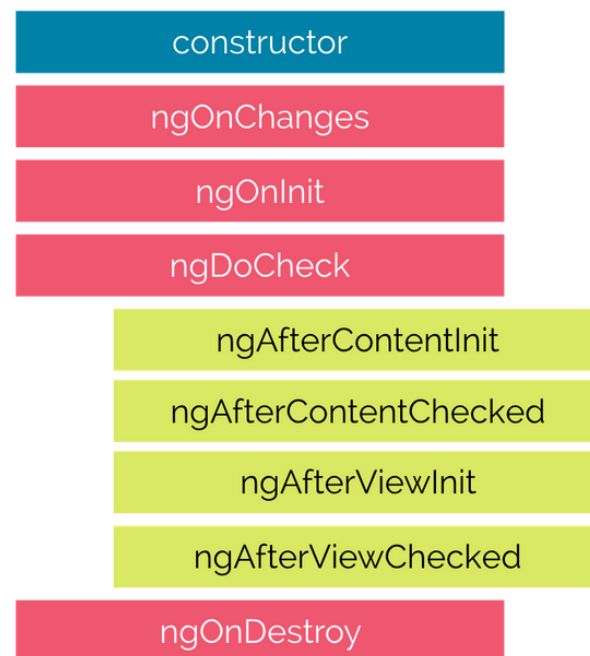 constructor
ngOnChanges
ngOnInit
ngDoCheck
ngAfterContentInit
ngAfterContentChecked
ngAfterViewInit
ngAfterViewChecked
ngOnDestroy